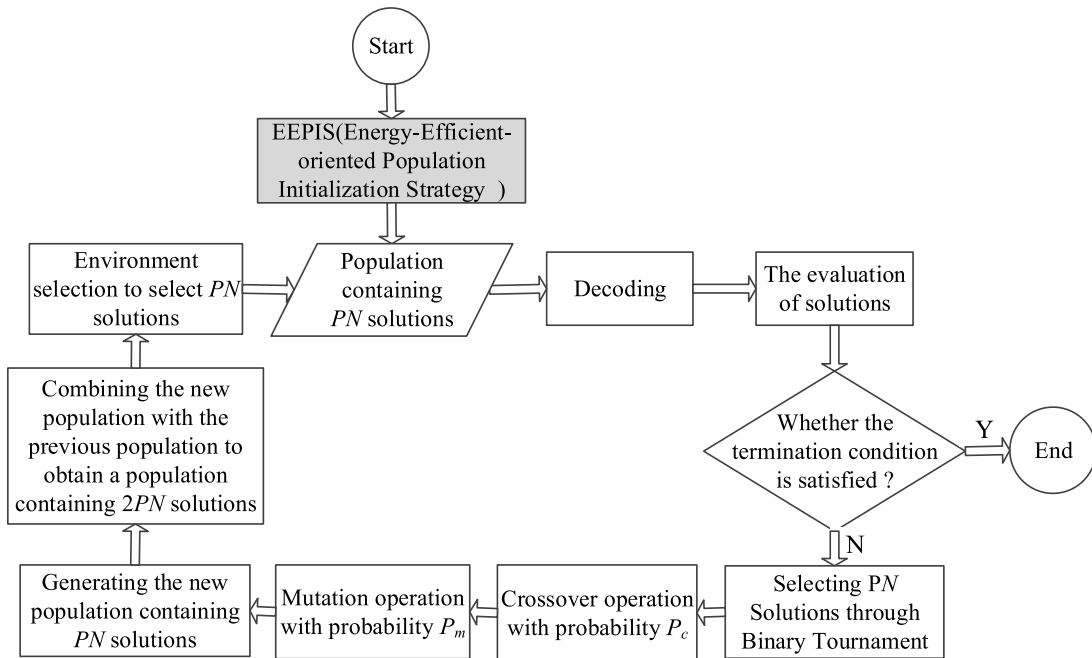 Start
EEPIS(Energy-Efficient-
oriented Population
Initialization Strategy )
Environment
selection to select PN
solutions
Population
containing
PN solutions
Decoding
The evaluation
of solutions
Combining the new
population with the
previous population to
obtain a population
containing 2PN solutions
Whether the
termination condition
is satisfied ?
Y
End
N
Generating the new
population containing
PN solutions
Mutation operation
with probability Pm
Crossover operation
with probability Pc
Selecting PN
Solutions through
Binary Tournament